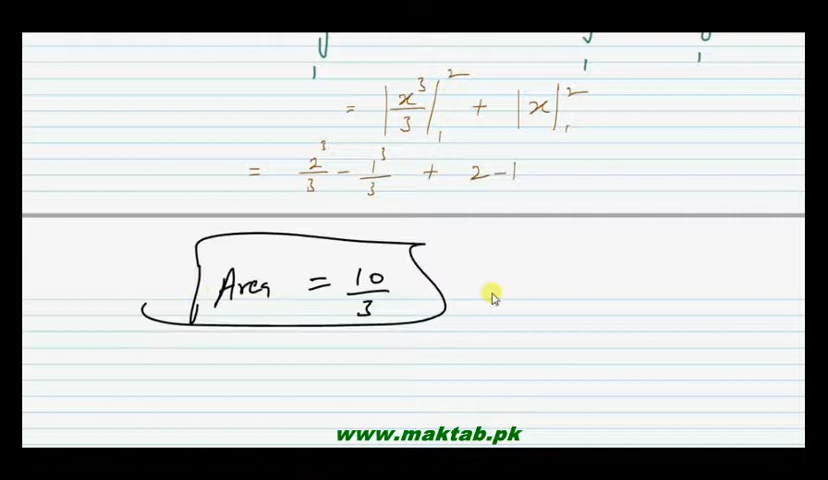 = |x³/3|₁² + |x|₁²
= 2³/3 - 1³/3 + 2-1
Area = 10/3
www.maktab.pk